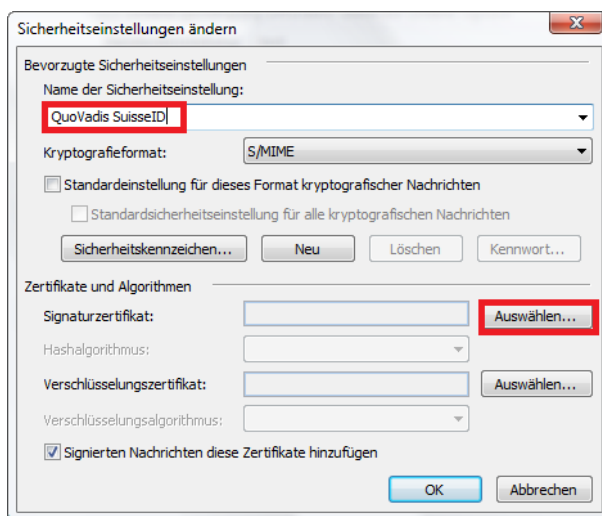 Sicherheitseinstellungen ändern
Bevorzugte Sicherheitseinstellungen
Name der Sicherheitseinstellung:
QuoVadis SuisseID
Kryptografieformat: S/MIME
Standardeinstellung für dieses Format kryptografischer Nachrichten
Standardsicherheitseinstellung für alle kryptografischen Nachrichten
Sicherheitskennzeichen... Neu Löschen Kennwort...
Zertifikate und Algorithmen
Signaturzertifikat: Auswählen...
Hashalgorithmus:
Verschlüsselungszertifikat: Auswählen...
Verschlüsselungsalgorithmus:
Signierten Nachrichten diese Zertifikate hinzufügen
OK Abbrechen